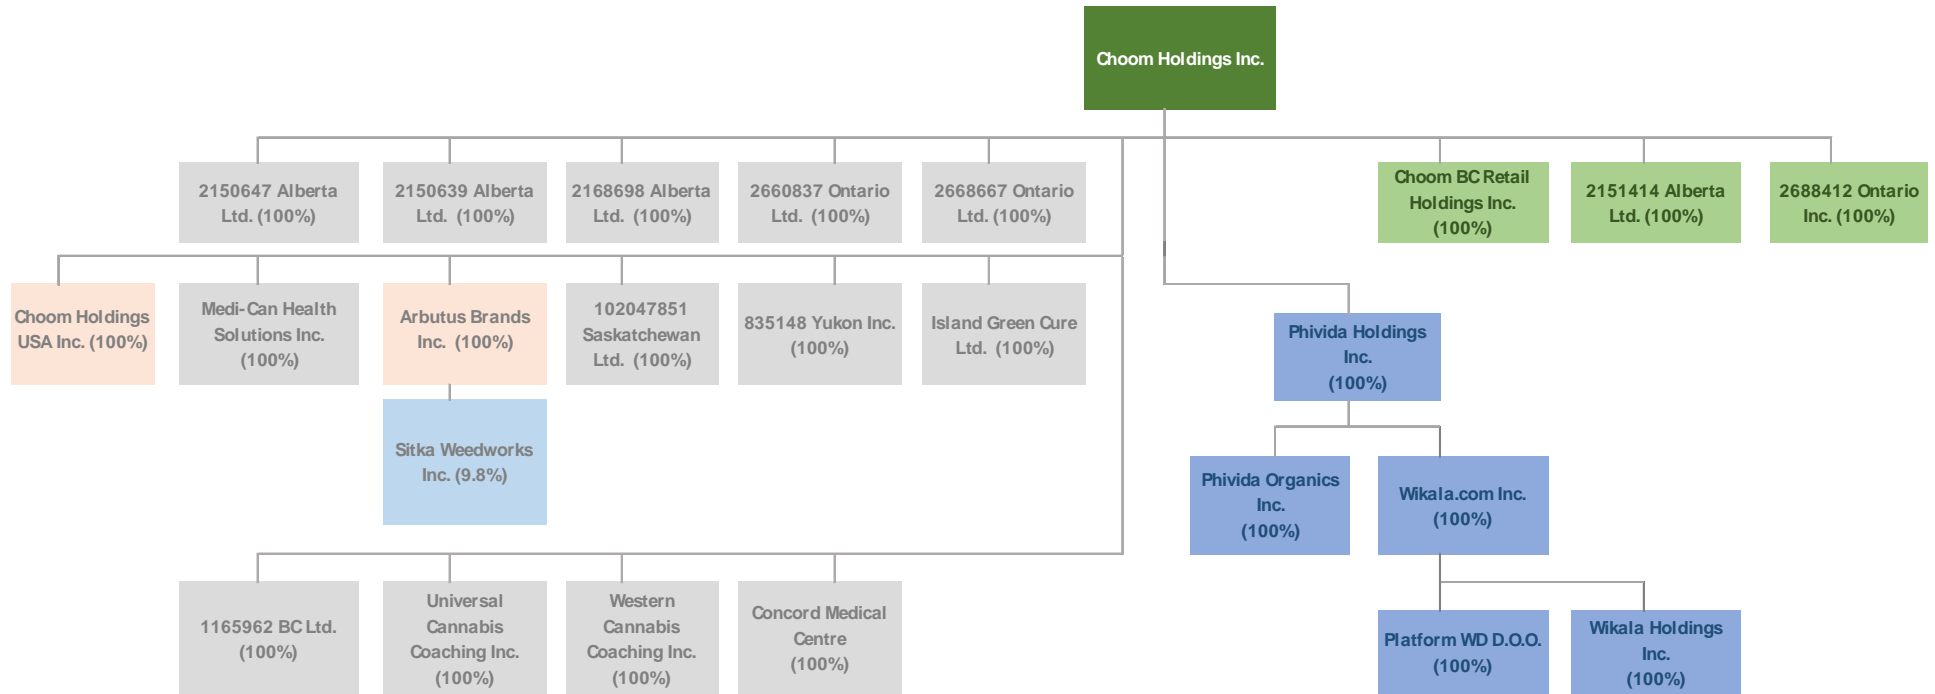 Choom Holdings Inc.
2150647 Alberta
Ltd. (100%)
2150639 Alberta
Ltd. (100%)
2168698 Alberta
Ltd. (100%)
2660837 Ontario
Ltd. (100%)
2668667 Ontario
Ltd. (100%)
Choom BC Retail
Holdings Inc.
(100%)
2151414 Alberta
Ltd. (100%)
2688412 Ontario
Inc. (100%)
Choom Holdings
USA Inc. (100%)
Medi-Can Health
Solutions Inc.
(100%)
Arbutus Brands
Inc. (100%)
102047851
Saskatchewan
Ltd. (100%)
835148 Yukon Inc.
(100%)
Island Green Cure
Ltd. (100%)
Phivida Holdings
Inc.
(100%)
Sitka Weedworks
Inc. (9.8%)
Phivida Organics
Inc.
(100%)
Wikala.com Inc.
(100%)
1165962 BC Ltd.
(100%)
Universal
Cannabis
Coaching Inc.
(100%)
Western
Cannabis
Coaching Inc.
(100%)
Concord Medical
Centre
(100%)
Platform WD D.O.O.
(100%)
Wikala Holdings
Inc.
(100%)